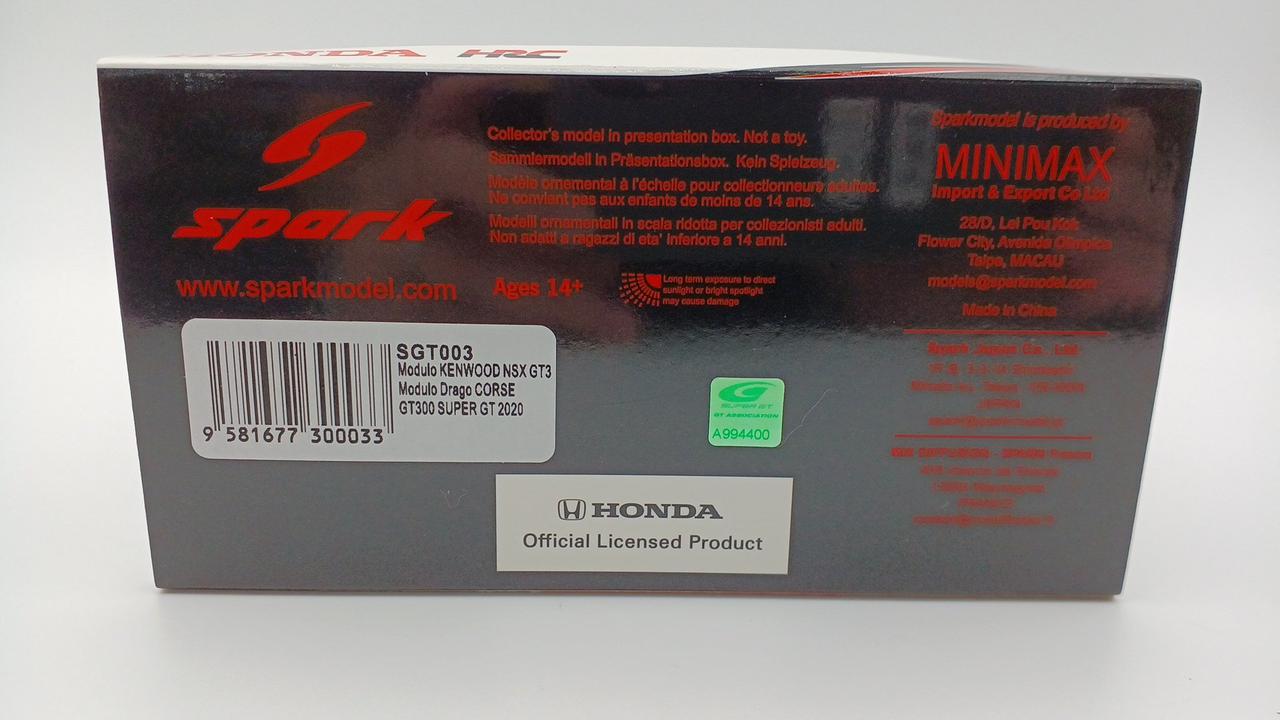 HONDA HRC
spark
www.sparkmodel.com
Collector's model in presentation box. Not a toy.
Sammlermodell in Präsentationsbox. Kein Spielzeug.
Modèle ornemental à l'échelle pour collectionneurs adultes.
Ne convient pas aux enfants de moins de 14 ans.
Modelli ornamentali in scala ridotta per collezionisti adulti.
Non adatti a ragazzi di eta' inferiore a 14 anni.
Ages 14+
Long term exposure to direct
sunlight or bright spotlight
may cause damage
SGT003
Modulo KENWOOD NSX GT3
Modulo Drago CORSE
GT300 SUPER GT 2020
9 581677 300033
SUPER GT
GT ASSOCIATION
A994400
HONDA
Official Licensed Product
Sparkmodel is produced by
MINIMAX
Import & Export Co Ltd
28/D, Lei Pou Kok
Flower City, Avenida Olimpica
Taipa, MACAU
models@sparkmodel.com
Made in China
Spark Japan Co., Ltd
JAPAN